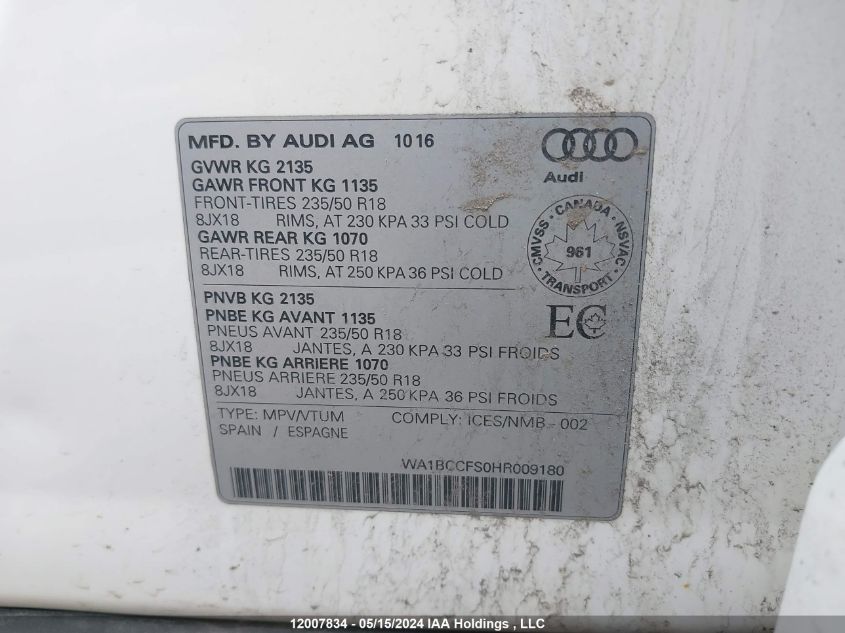 MFD. BY AUDI AG 10 16
GVWR KG 2135
GAWR FRONT KG 1135
FRONT-TIRES 235/50 R18
8JX18 RIMS, AT 230 KPA 33 PSI COLD
GAWR REAR KG 1070
REAR-TIRES 235/50 R18
8JX18 RIMS, AT 250 KPA 36 PSI COLD
Audi
CMVSS · CANADA · NSVAC · TRANSPORT ·
961
PNVB KG 2135
PNBE KG AVANT 1135
PNEUS AVANT 235/50 R18
8JX18 JANTES, A 230 KPA 33 PSI FROIDS
PNBE KG ARRIERE 1070
PNEUS ARRIERE 235/50 R18
8JX18 JANTES, A 250 KPA 36 PSI FROIDS
EC
TYPE: MPV/VTUM COMPLY: ICES/NMB - 002
SPAIN / ESPAGNE
WA1BCCFS0HR009180
12007834 - 05/15/2024 IAA Holdings , LLC